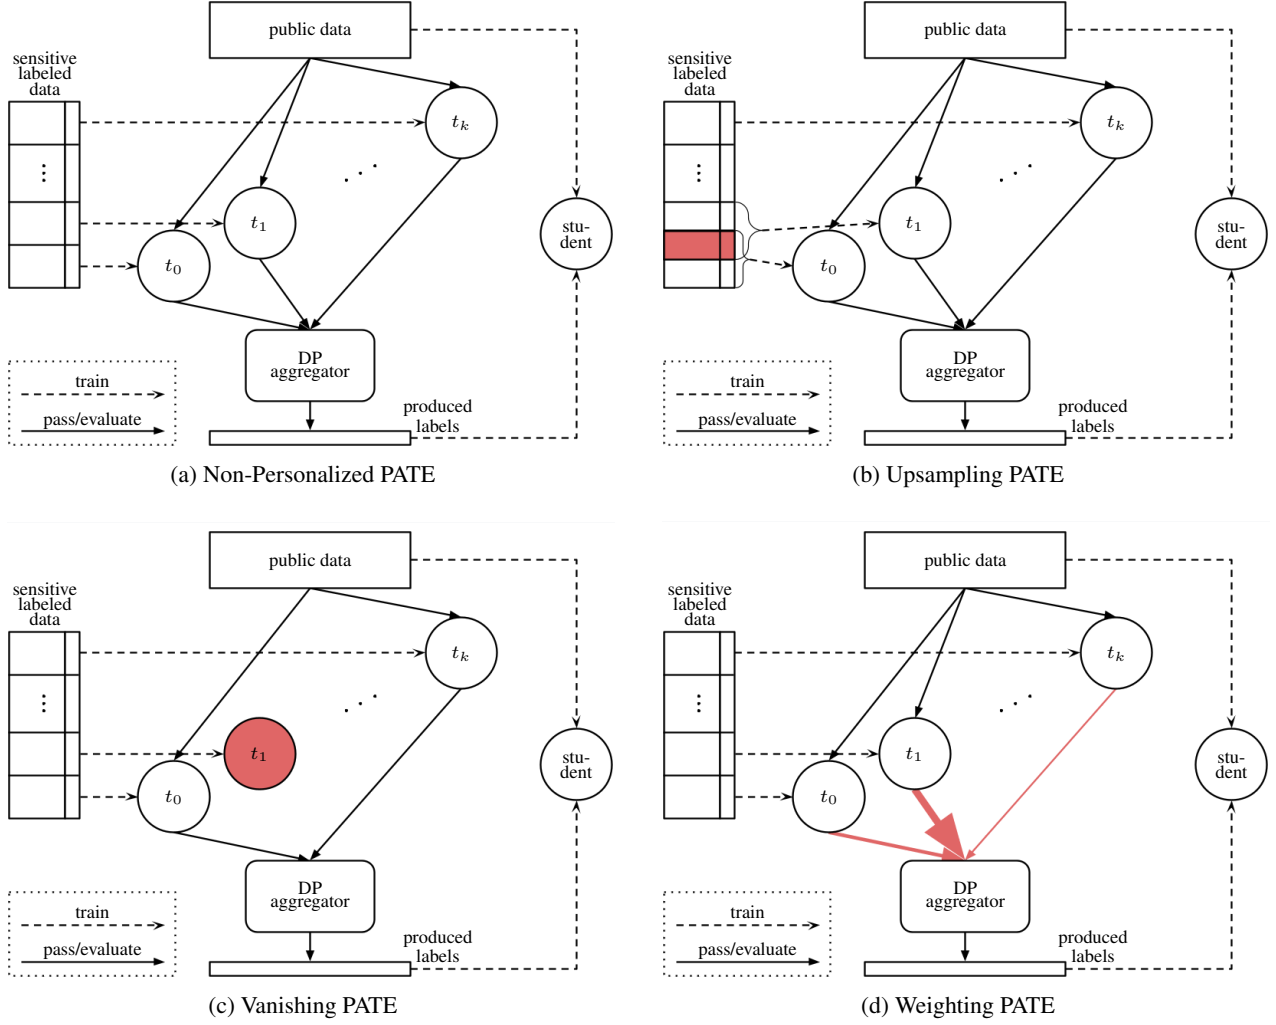 public data
sensitive
labeled
data
t_k
⋮
t_1
t_0
stu-
dent
DP
aggregator
train
pass/evaluate
produced
labels
(a) Non-Personalized PATE
public data
sensitive
labeled
data
t_k
⋮
t_1
t_0
stu-
dent
DP
aggregator
train
pass/evaluate
produced
labels
(b) Upsampling PATE
public data
sensitive
labeled
data
t_k
⋮
t_1
t_0
stu-
dent
DP
aggregator
train
pass/evaluate
produced
labels
(c) Vanishing PATE
public data
sensitive
labeled
data
t_k
⋮
t_1
t_0
stu-
dent
DP
aggregator
train
pass/evaluate
produced
labels
(d) Weighting PATE